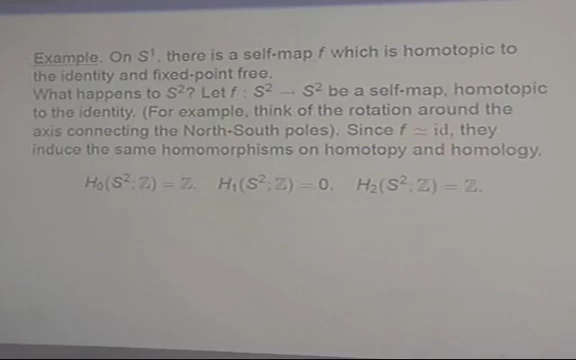 Example. On S¹, there is a self-map f which is homotopic to
the identity and fixed-point free.
What happens to S²? Let f : S² → S² be a self-map, homotopic
to the identity. (For example, think of the rotation around the
axis connecting the North-South poles). Since f ≃ id, they
induce the same homomorphisms on homotopy and homology.
H₀(S²; ℤ) = ℤ. H₁(S²; ℤ) = 0. H₂(S²; ℤ) = ℤ.